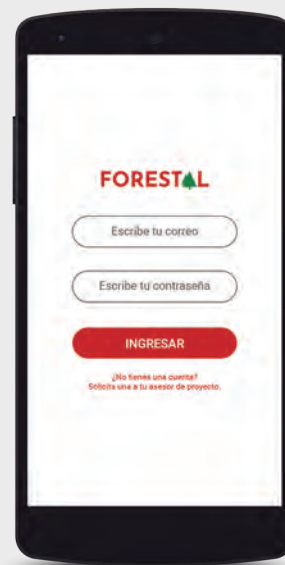 FORESTAL
Escribe tu correo
Escribe tu contraseña
INGRESAR
¿No tienes una cuenta?
Solicita una a tu asesor de proyecto.